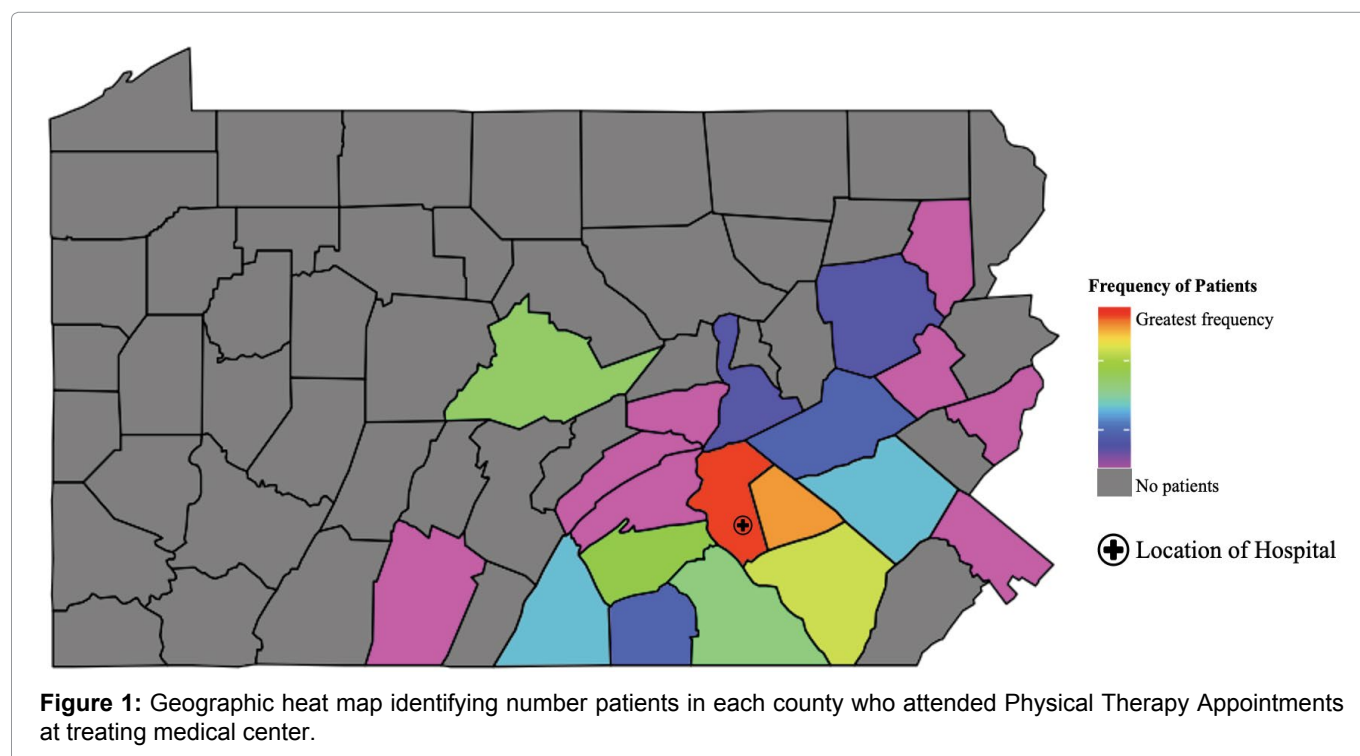 Frequency of Patients
Greatest frequency
No patients
Location of Hospital
Figure 1: Geographic heat map identifying number patients in each county who attended Physical Therapy Appointments
at treating medical center.